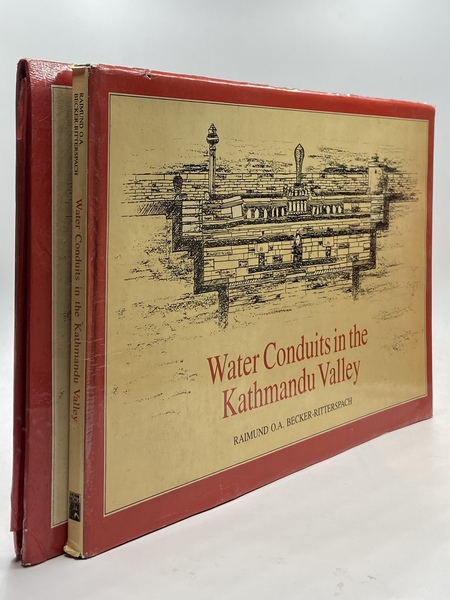 RAIMUND O.A.
BECKER-RITTERSPACH
Water Conduits in the Kathmandu Valley
Water Conduits in the
Kathmandu Valley
RAIMUND O.A. BECKER-RITTERSPACH